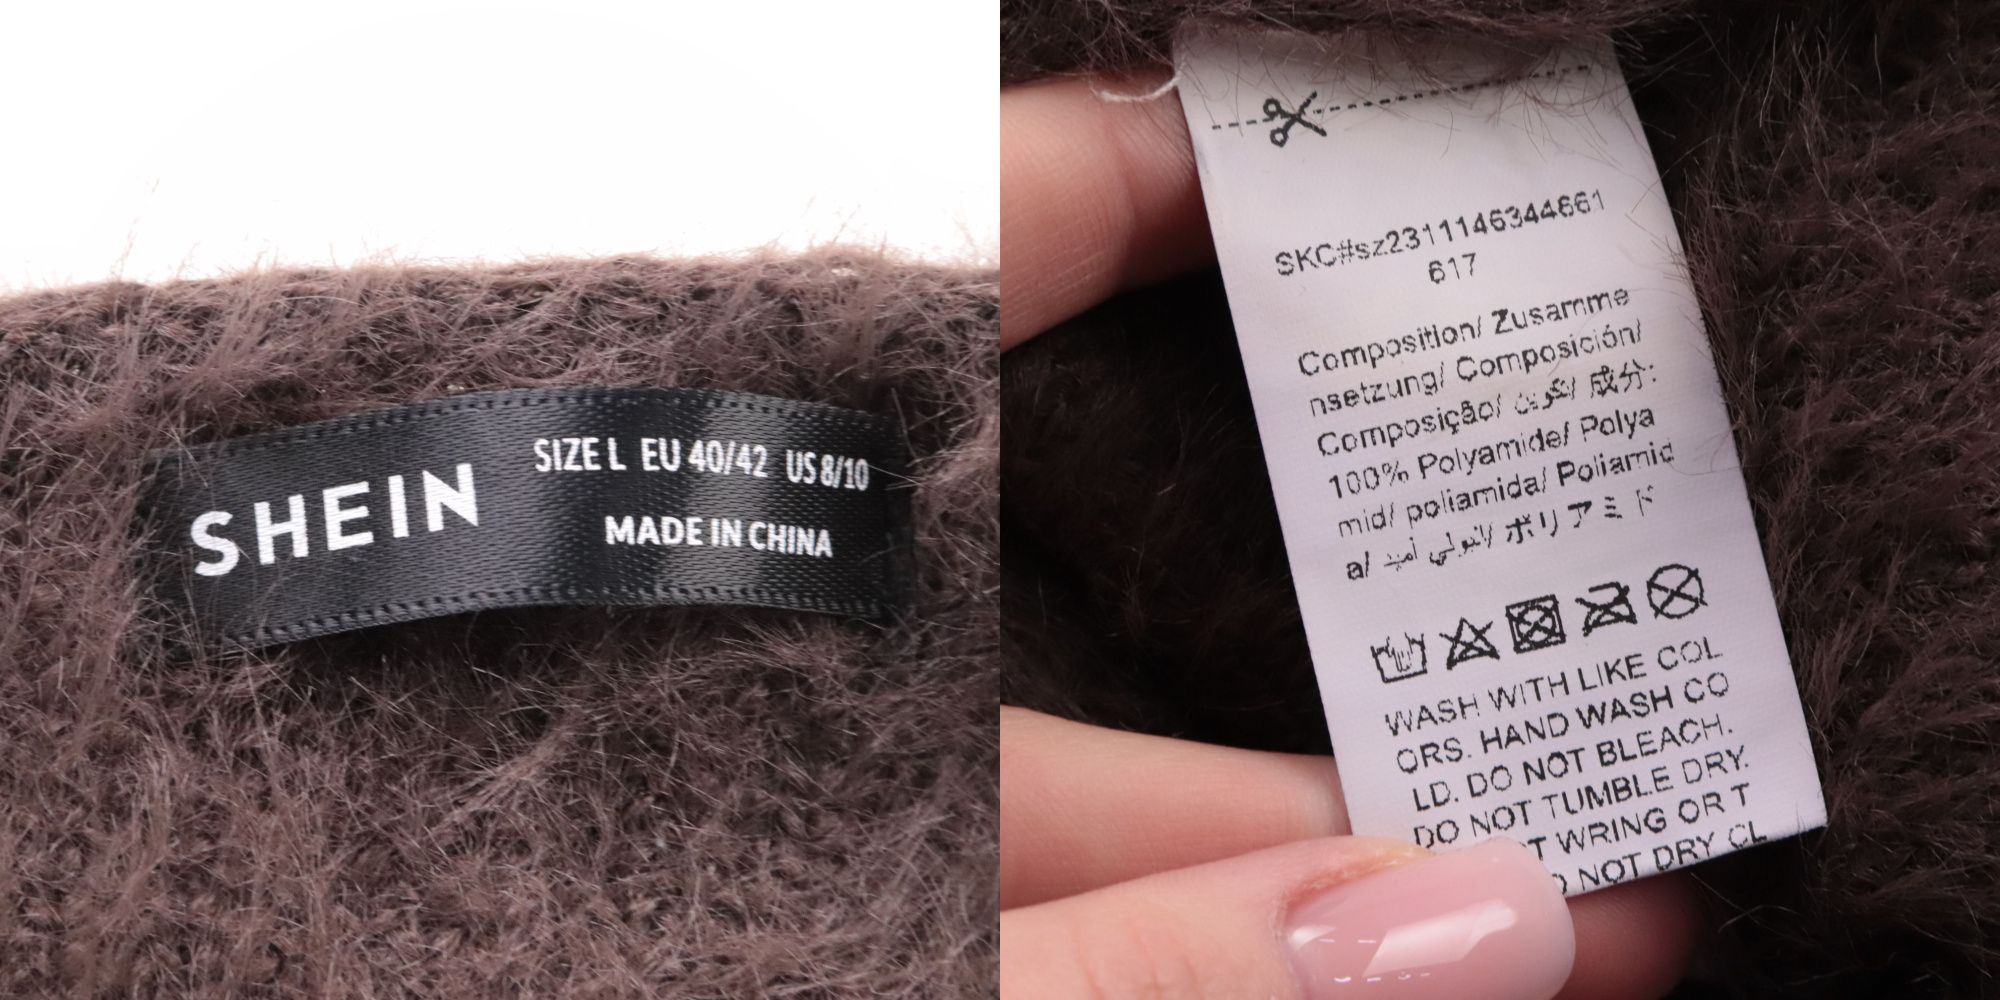 SHEIN
SIZE L EU 40/42 US 8/10
MADE IN CHINA
SKC#sz2311146344661
617
Composition/ Zusamme
nsetzung/ Composición/
Composição/ تكوين/ 成分:
100% Polyamide/ Polya
mid/ poliamida/ Poliamid
a/ البولي أميد/ ポリアミド
WASH WITH LIKE COL
ORS. HAND WASH CO
LD. DO NOT BLEACH.
DO NOT TUMBLE DRY.
T WRING OR T
NOT DRY CL